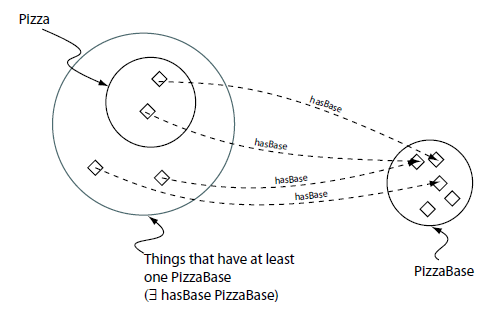 Pizza
hasBase
hasBase
hasBase
hasBase
Things that have at least
one PizzaBase
(∃ hasBase PizzaBase)
PizzaBase